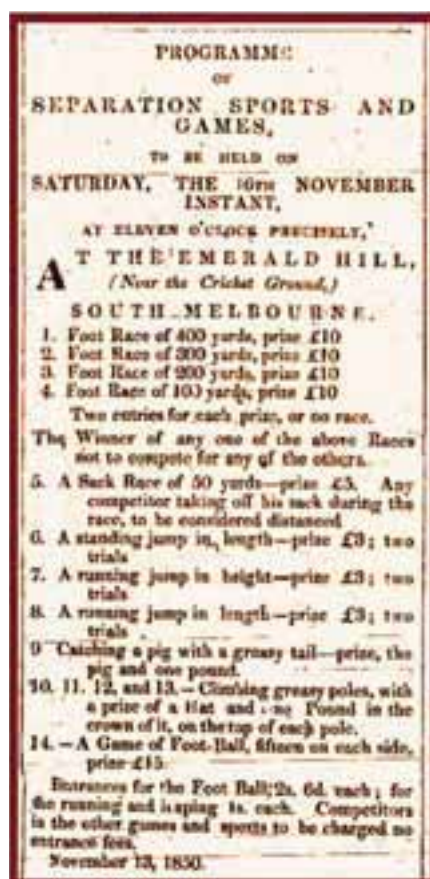 PROGRAMME
OF
SEPARATION SPORTS AND
GAMES,
TO BE HELD ON
SATURDAY, THE 16TH NOVEMBER
INSTANT,
AT ELEVEN O'CLOCK PRECISELY,
AT THE EMERALD HILL,
(Near the Cricket Ground,)
SOUTH MELBOURNE.
1. Foot Race of 400 yards, prize £10
2. Foot Race of 300 yards, prize £10
3. Foot Race of 200 yards, prize £10
4. Foot Race of 100 yards, prize £10
Two entries for each prize, or no race.
The Winner of any one of the above Races
not to compete for any of the others.
5. A Sack Race of 50 yards—prize £5. Any
competitor taking off his sack during the
race, to be considered distanced
6. A standing jump in length—prize £3; two
trials
7. A running jump in height—prize £3; two
trials
8. A running jump in length—prize £3; two
trials
9 Catching a pig with a greasy tail—prize, the
pig and one pound.
10. 11. 12, and 13.—Climbing greasy poles, with
a prize of a Hat and one Pound in the
crown of it, on the top of each pole.
14.—A Game of Foot-Ball, fifteen on each side,
prize £15.
Entrances for the Foot Ball, 2s. 6d. each; for
the running and leaping 1s. each. Competitors
in the other games and sports to be charged no
entrance fees.
November 13, 1850.